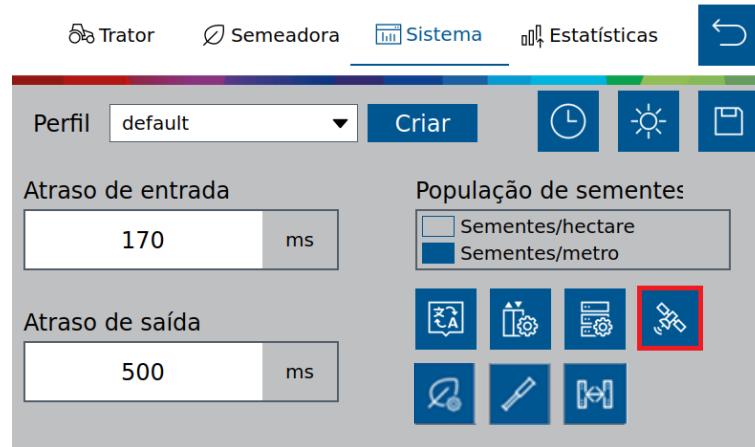 Trator Semeadora Sistema Estatísticas
Perfil default Criar
Atraso de entrada
170 ms
População de sementes
Sementes/hectare
Sementes/metro
Atraso de saída
500 ms